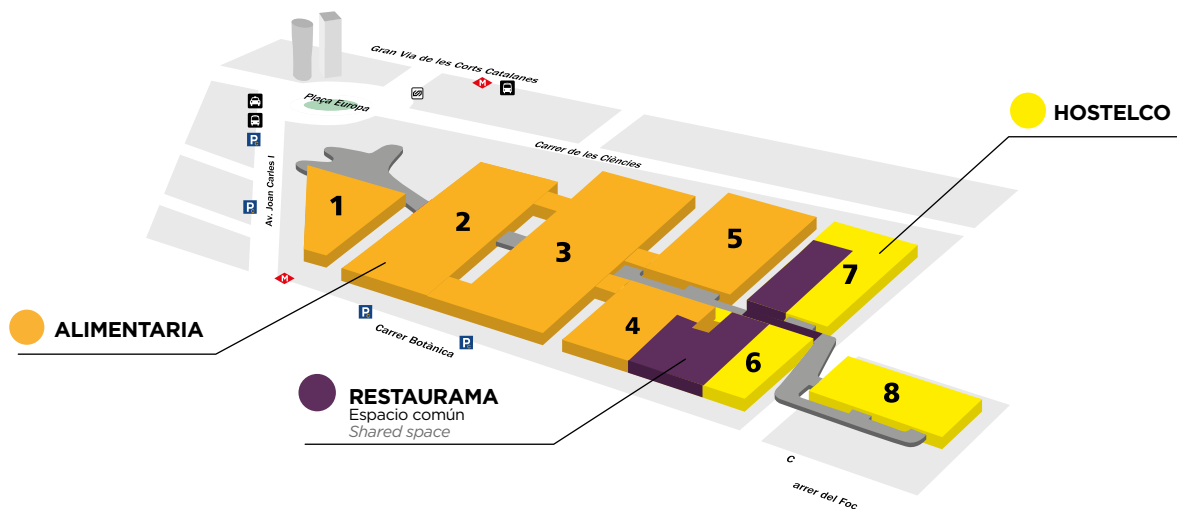 Gran Via de les Corts Catalanes
M
Plaça Europa
HOSTELCO
P
Carrer de les Ciències
Av. Joan Carles I
P
1
2
3
5
7
M
ALIMENTARIA
P
Carrer Botànica
P
4
6
8
RESTAURAMA
Espacio común
Shared space
C
arrer del Foc